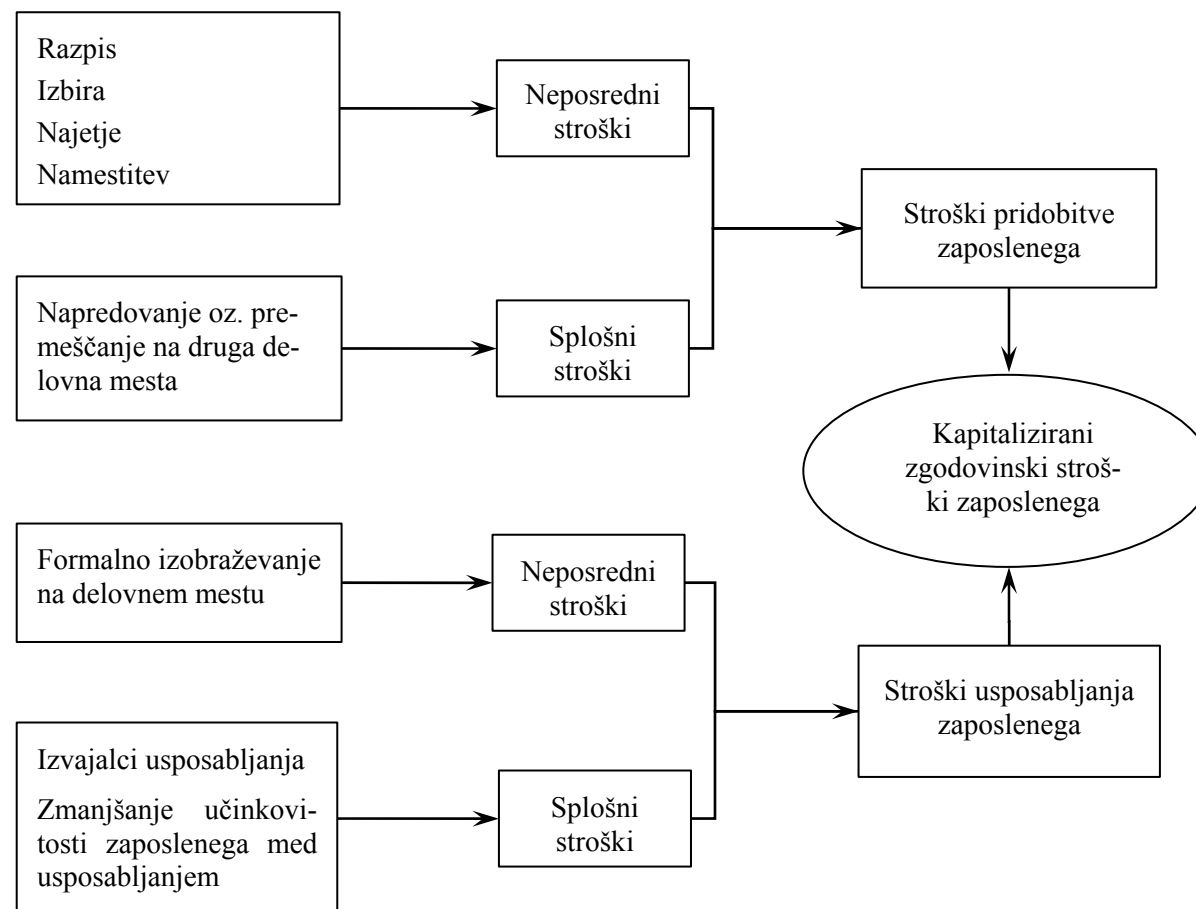 Razpis
Izbira
Najetje
Namestitev
Neposredni
stroški
Stroški pridobitve
zaposlenega
Napredovanje oz. pre-
meščanje na druga de-
lovna mesta
Splošni
stroški
Kapitalizirani
zgodovinski stroš-
ki zaposlenega
Formalno izobraževanje
na delovnem mestu
Neposredni
stroški
Stroški usposabljanja
zaposlenega
Izvajalci usposabljanja
Zmanjšanje učinkovi-
tosti zaposlenega med
usposabljanjem
Splošni
stroški